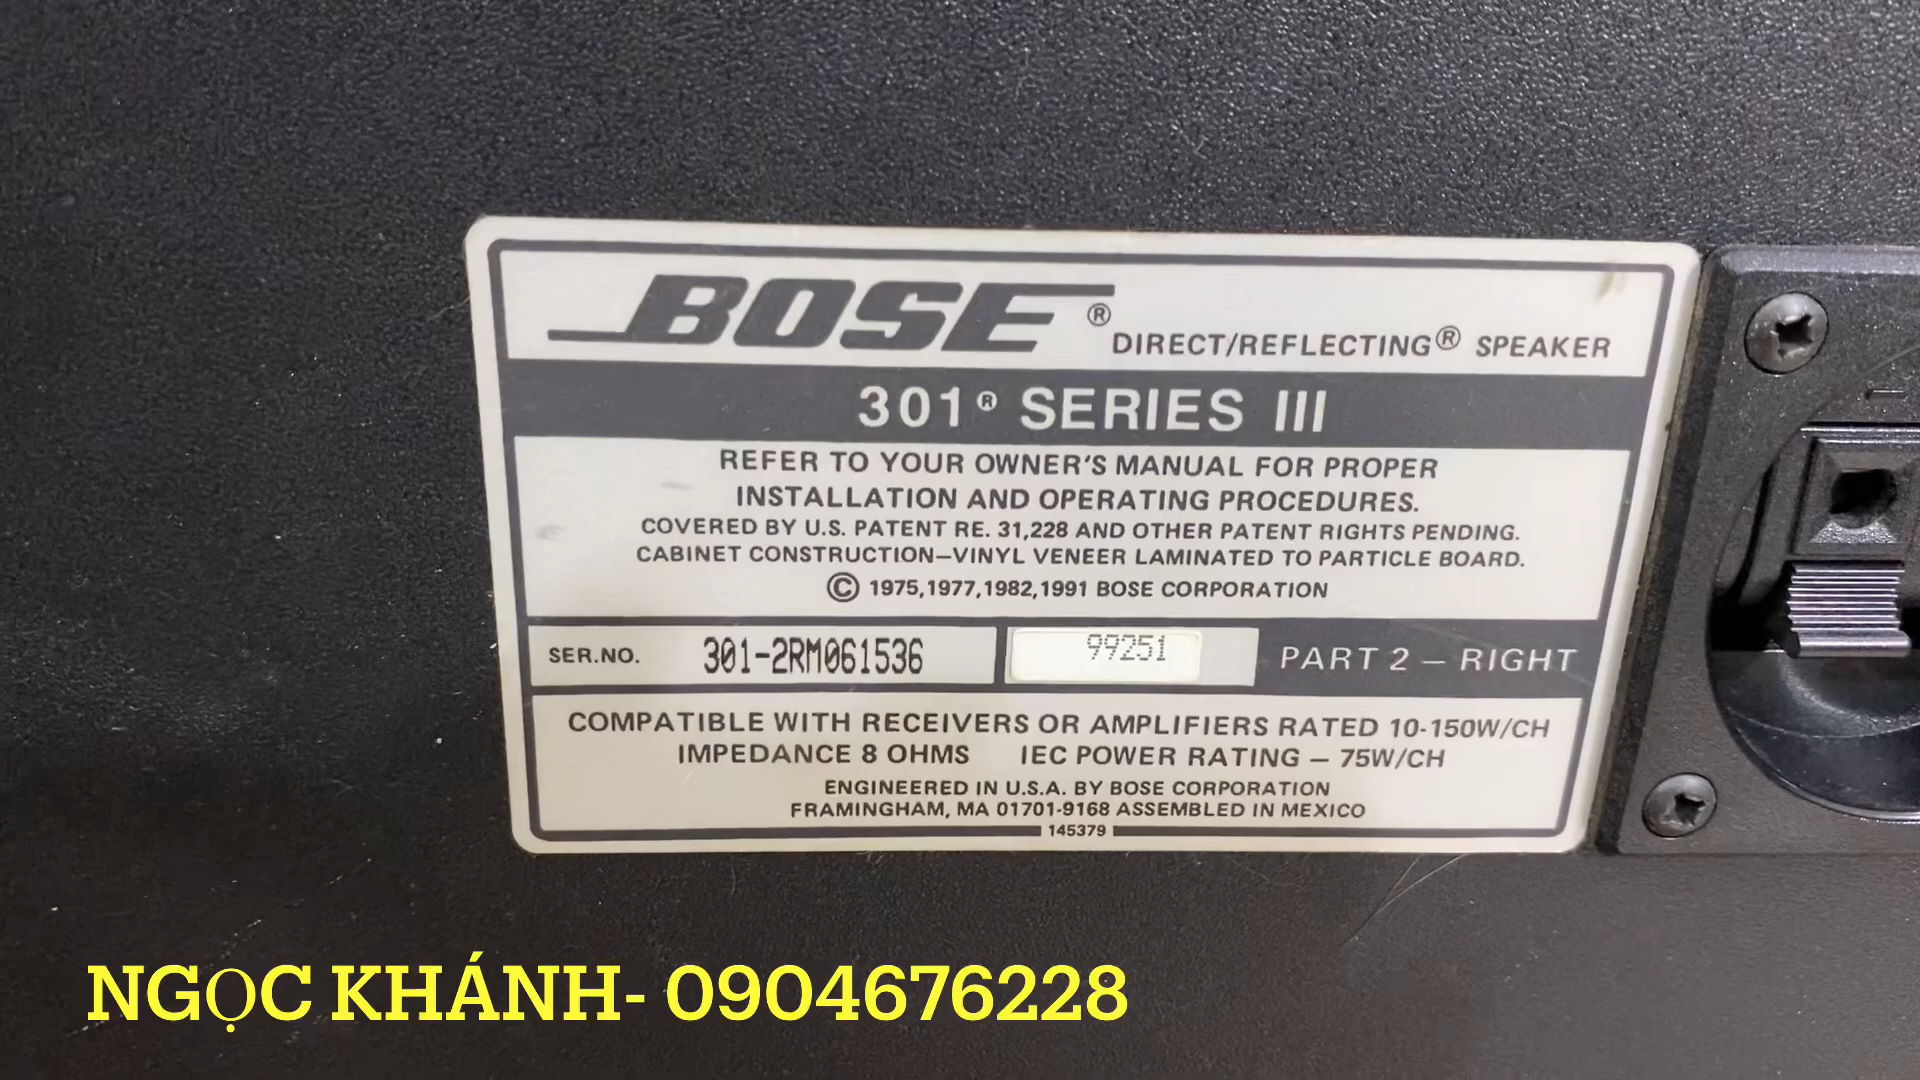 BOSE® DIRECT/REFLECTING® SPEAKER
301® SERIES III
REFER TO YOUR OWNER'S MANUAL FOR PROPER
INSTALLATION AND OPERATING PROCEDURES.
COVERED BY U.S. PATENT RE. 31,228 AND OTHER PATENT RIGHTS PENDING.
CABINET CONSTRUCTION—VINYL VENEER LAMINATED TO PARTICLE BOARD.
© 1975,1977,1982,1991 BOSE CORPORATION
SER.NO. 301-2RM061536 99251 PART 2 – RIGHT
COMPATIBLE WITH RECEIVERS OR AMPLIFIERS RATED 10-150W/CH
IMPEDANCE 8 OHMS IEC POWER RATING – 75W/CH
ENGINEERED IN U.S.A. BY BOSE CORPORATION
FRAMINGHAM, MA 01701-9168 ASSEMBLED IN MEXICO
145379
NGỌC KHÁNH- 0904676228